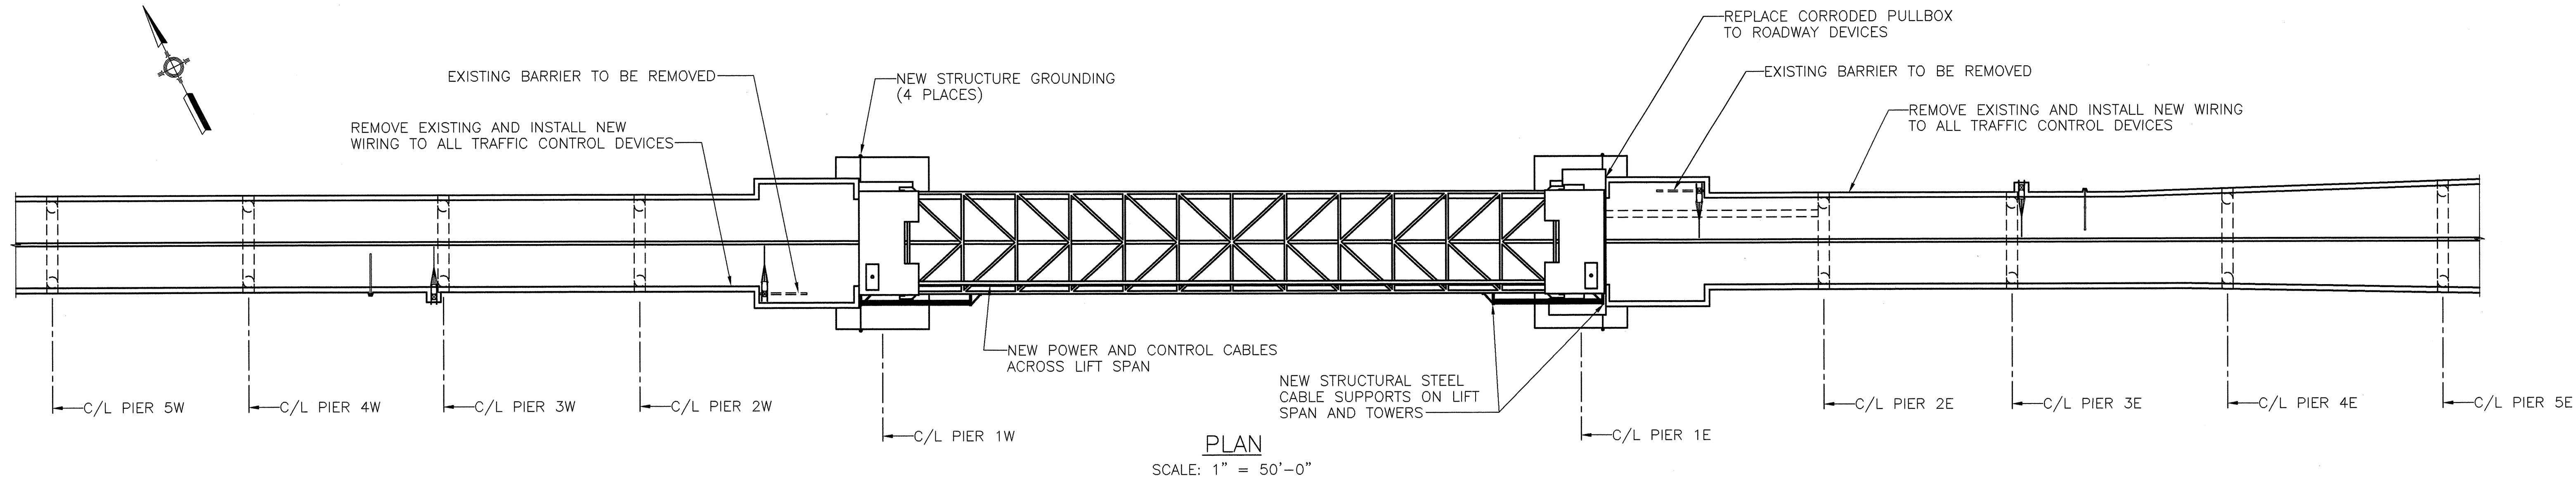 REPLACE CORRODED PULLBOX
TO ROADWAY DEVICES
EXISTING BARRIER TO BE REMOVED
NEW STRUCTURE GROUNDING
(4 PLACES)
EXISTING BARRIER TO BE REMOVED
REMOVE EXISTING AND INSTALL NEW
WIRING TO ALL TRAFFIC CONTROL DEVICES
REMOVE EXISTING AND INSTALL NEW WIRING
TO ALL TRAFFIC CONTROL DEVICES
NEW POWER AND CONTROL CABLES
ACROSS LIFT SPAN
NEW STRUCTURAL STEEL
CABLE SUPPORTS ON LIFT
SPAN AND TOWERS
C/L PIER 5W
C/L PIER 4W
C/L PIER 3W
C/L PIER 2W
C/L PIER 1W
C/L PIER 1E
C/L PIER 2E
C/L PIER 3E
C/L PIER 4E
C/L PIER 5E
PLAN
SCALE: 1" = 50'-0"